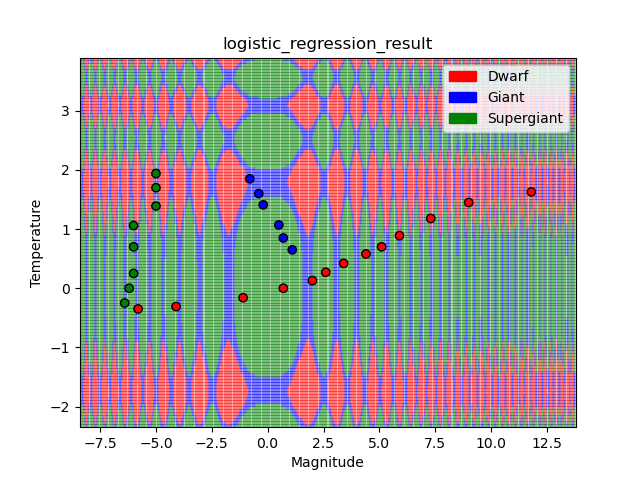 logistic_regression_result
Dwarf
Giant
Supergiant
Temperature
3
2
1
0
−1
−2
−7.5 −5.0 −2.5 0.0 2.5 5.0 7.5 10.0 12.5
Magnitude